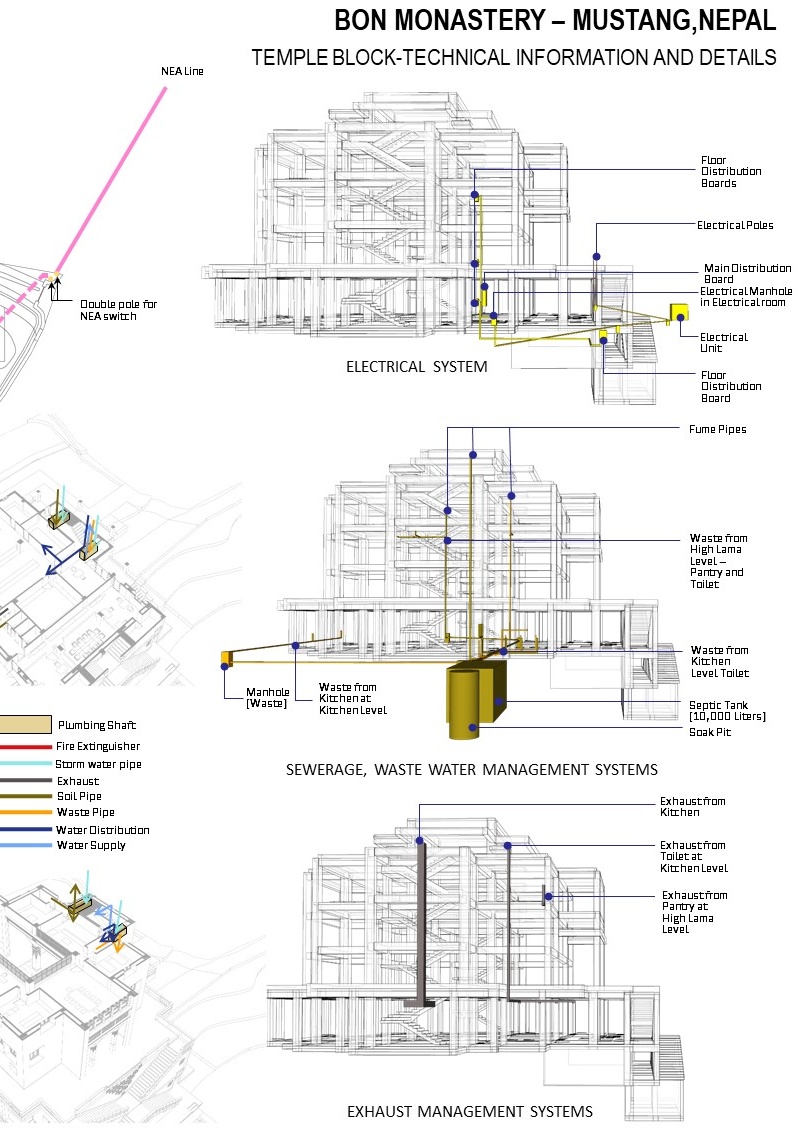 BON MONASTERY – MUSTANG,NEPAL
TEMPLE BLOCK-TECHNICAL INFORMATION AND DETAILS
NEA Line
Double pole for
NEA switch
Floor
Distribution
Boards
Electrical Poles
Main Distribution
Board
Electrical Manhole
in Electrical room
Electrical
Unit
Floor
Distribution
Board
ELECTRICAL SYSTEM
Fume Pipes
Waste from
High Lama
Level –
Pantry and
Toilet
Waste from
Kitchen
Level Toilet
Septic Tank
[10,000 Liters]
Soak Pit
Manhole
[Waste]
Waste from
Kitchen at
Kitchen Level
SEWERAGE, WASTE WATER MANAGEMENT SYSTEMS
Plumbing Shaft
Fire Extinguisher
Storm water pipe
Exhaust
Soil Pipe
Waste Pipe
Water Distribution
Water Supply
Exhaust from
Kitchen
Exhaust from
Toilet at
Kitchen Level
Exhaust from
Pantry at
High Lama
Level
EXHAUST MANAGEMENT SYSTEMS